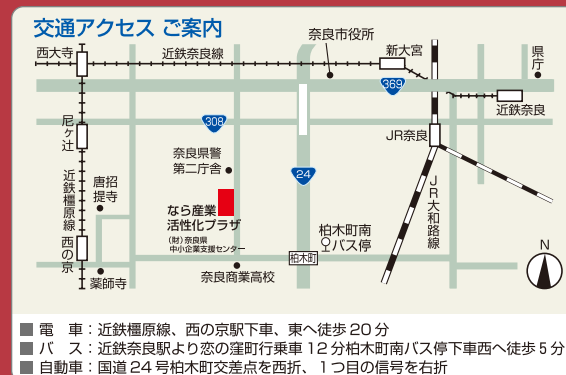 交通アクセス ご案内
奈良市役所
西大寺
近鉄奈良線
新大宮
県庁
369
近鉄奈良
尼ヶ辻
308
JR奈良
奈良県警
第二庁舎
24
近鉄橿原線
唐招
提寺
なら産業
活性化プラザ
(財)奈良県
中小企業支援センター
JR大和路線
柏木町南
バス停
西の京
柏木町
N
薬師寺
奈良商業高校
■ 電　車：近鉄橿原線、西の京駅下車、東へ徒歩20分
■ バ　ス：近鉄奈良駅より恋の窪町行乗車12分柏木町南バス停下車西へ徒歩5分
■ 自動車：国道24号柏木町交差点を西折、1つ目の信号を右折